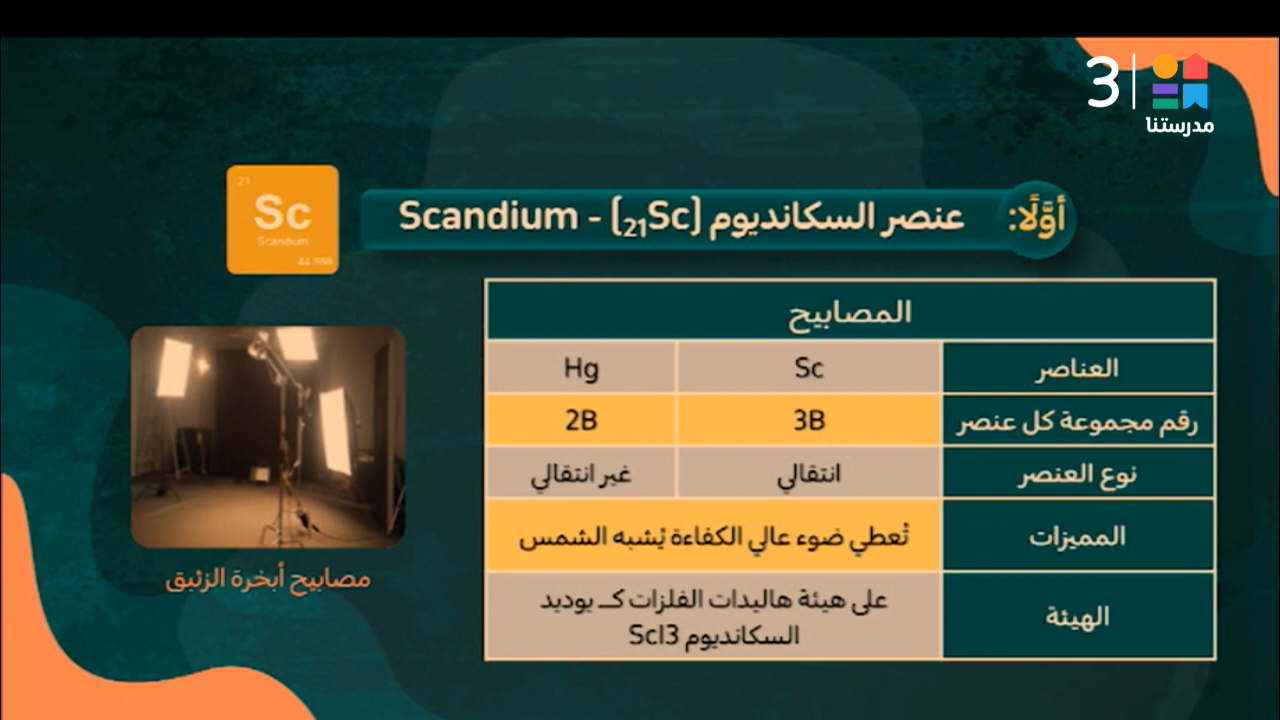 3
مدرستنا
أوَّلًا:
عنصر السكانديوم (₂₁Sc) - Scandium
21
Sc
Scandium
44.956
المصابيح
العناصر Sc Hg
رقم مجموعة كل عنصر 3B 2B
نوع العنصر انتقالي غير انتقالي
المميزات تُعطي ضوء عالي الكفاءة يُشبه الشمس
الهيئة على هيئة هاليدات الفلزات كـ يوديد
السكانديوم ScI3
مصابيح أبخرة الزئبق